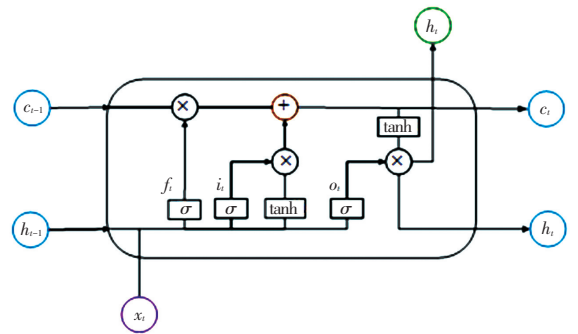 h_t
c_{t-1}
×
+
c_t
tanh
×
×
f_t
i_t
o_t
σ
σ
tanh
σ
h_{t-1}
h_t
x_t